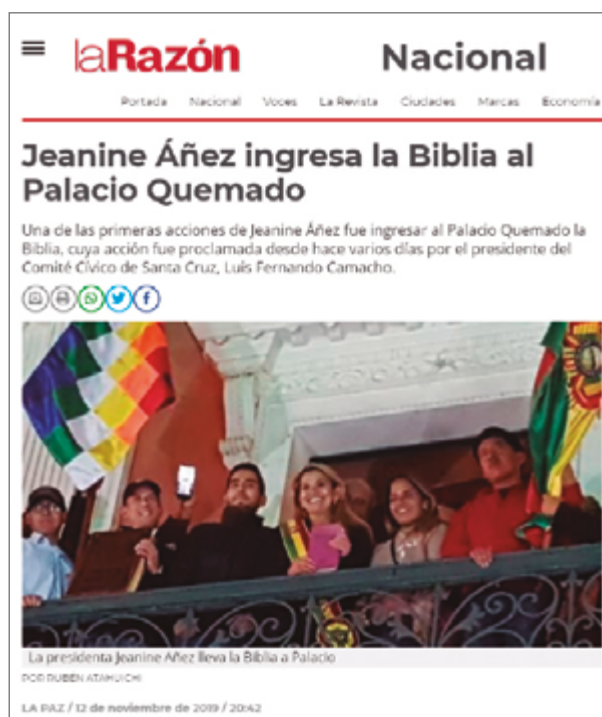 laRazón
Nacional
Portada Nacional Voces La Revista Ciudades Marcas Economía
Jeanine Áñez ingresa la Biblia al
Palacio Quemado
Una de las primeras acciones de Jeanine Áñez fue ingresar al Palacio Quemado la
Biblia, cuya acción fue proclamada desde hace varios días por el presidente del
Comité Cívico de Santa Cruz, Luis Fernando Camacho.
La presidenta Jeanine Añez lleva la Biblia a Palacio
POR RUBEN ATAHUICHI
LA PAZ / 12 de noviembre de 2019 / 20:42